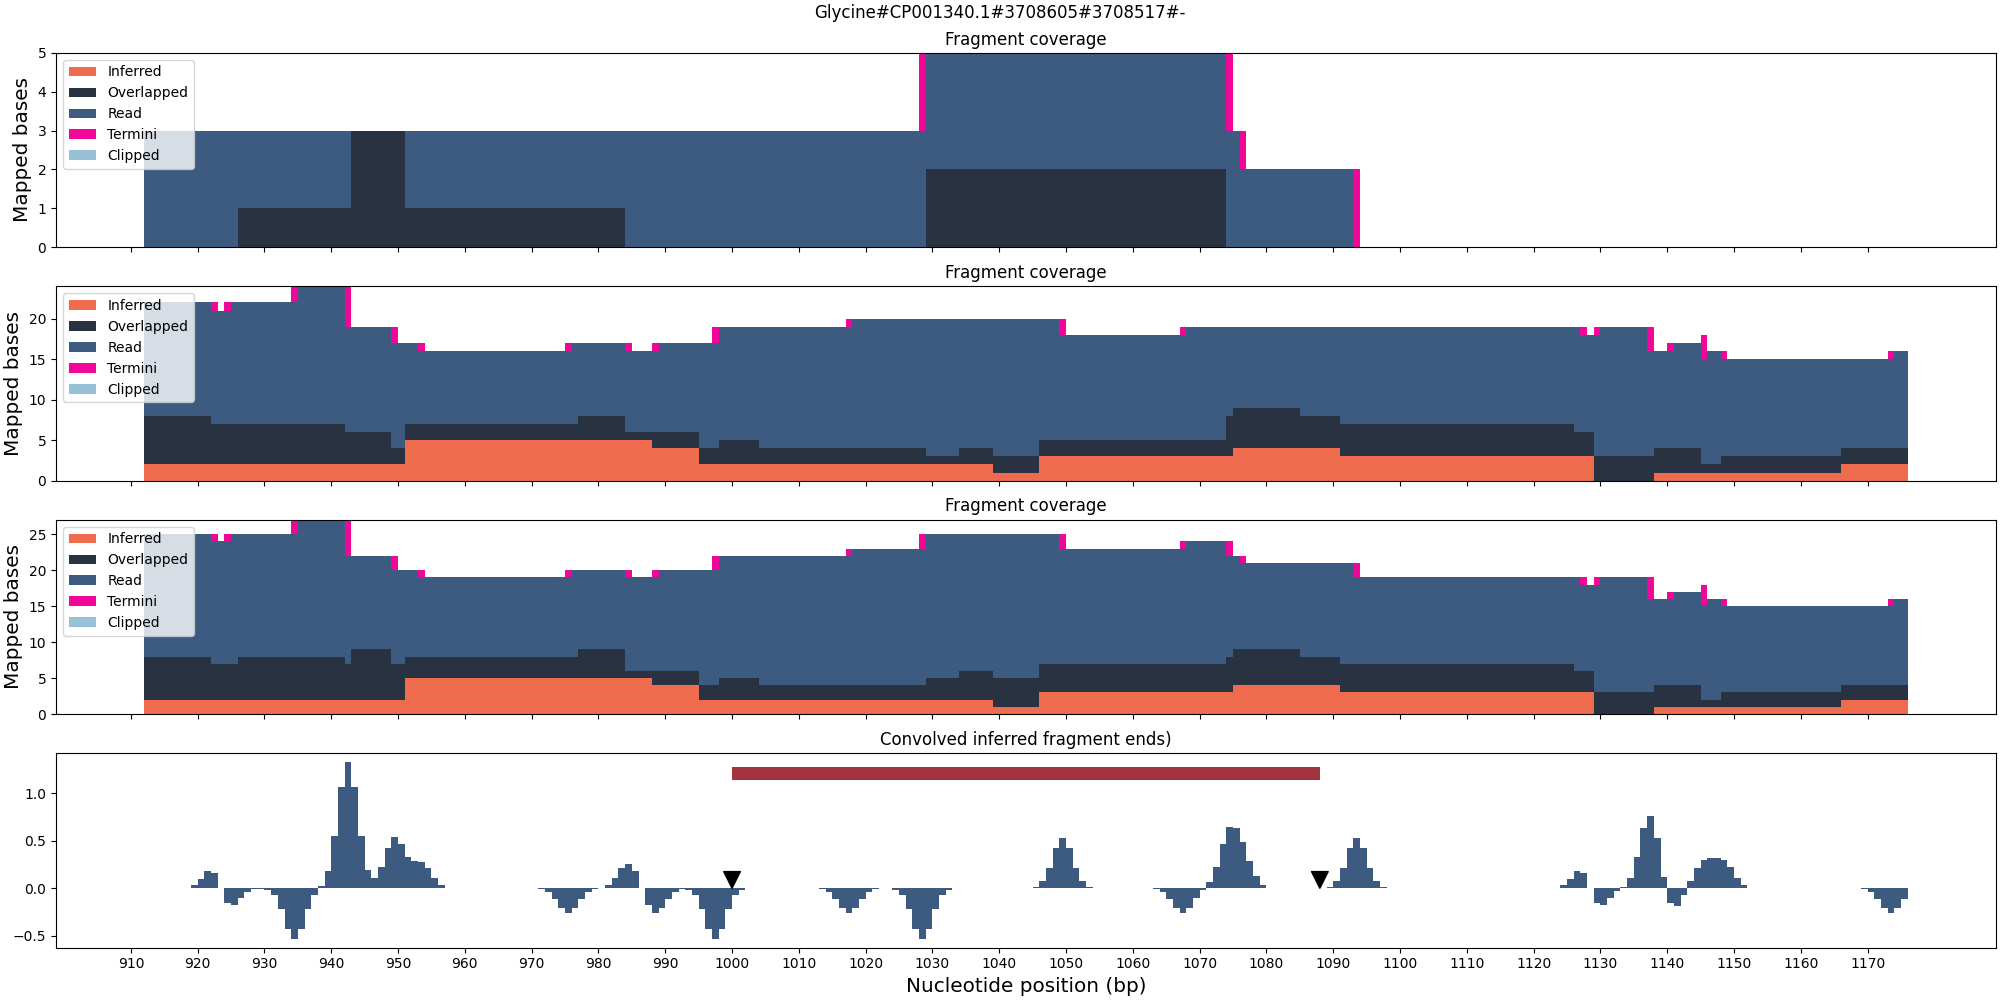 Glycine#CP001340.1#3708605#3708517#-
Fragment coverage
Mapped bases
5
4
3
2
1
0
Inferred
Overlapped
Read
Termini
Clipped
Fragment coverage
Mapped bases
20
15
10
5
0
Inferred
Overlapped
Read
Termini
Clipped
Fragment coverage
Mapped bases
25
20
15
10
5
0
Inferred
Overlapped
Read
Termini
Clipped
Convolved inferred fragment ends)
1.0
0.5
0.0
−0.5
910 920 930 940 950 960 970 980 990 1000 1010 1020 1030 1040 1050 1060 1070 1080 1090 1100 1110 1120 1130 1140 1150 1160 1170
Nucleotide position (bp)